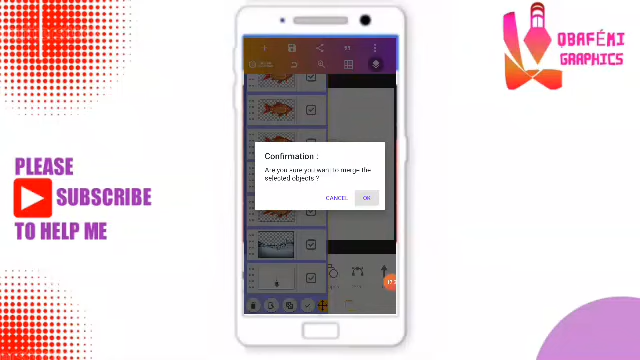 QBAFÉMI
GRAPHICS
PLEASE
SUBSCRIBE
TO HELP ME
Confirmation :
Are you sure you want to merge the
selected objects ?
CANCEL
OK